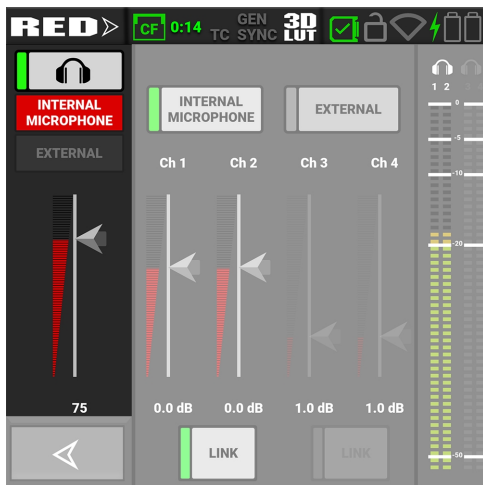 RED
CF 0:14 GEN 3D
TC SYNC LUT
INTERNAL
MICROPHONE
EXTERNAL
75
INTERNAL
MICROPHONE
EXTERNAL
Ch 1 Ch 2 Ch 3 Ch 4
0.0 dB 0.0 dB 1.0 dB 1.0 dB
LINK LINK
1 2
0
-5
-10
-20
-50